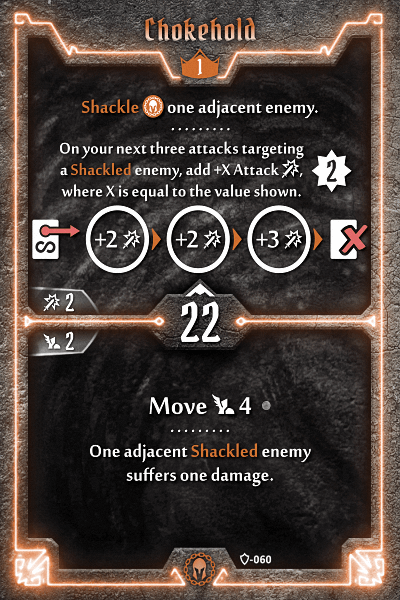 Chokehold
1
Shackle one adjacent enemy.
On your next three attacks targeting
a Shackled enemy, add +X Attack ,
where X is equal to the value shown.
2
+2 +2 +3
2
22
2
Move 4
One adjacent Shackled enemy
suffers one damage.
-060